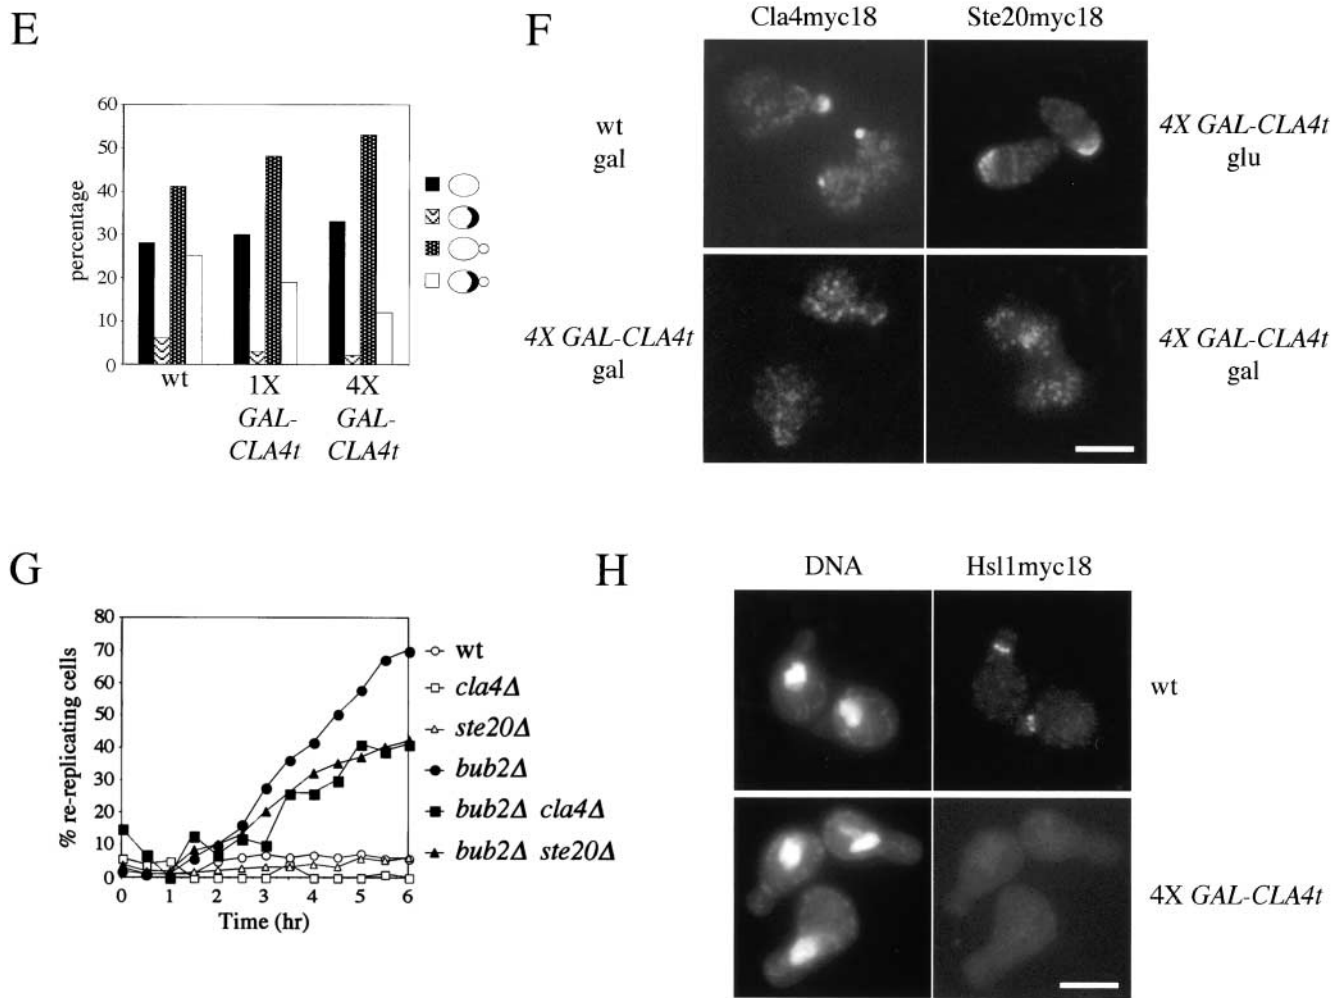 E
percentage
60
50
40
30
20
10
0
wt
1X
GAL-
CLA4t
4X
GAL-
CLA4t
F
Cla4myc18
Ste20myc18
wt
gal
4X GAL-CLA4t
glu
4X GAL-CLA4t
gal
4X GAL-CLA4t
gal
G
% re-replicating cells
80
70
60
50
40
30
20
10
0
0 1 2 3 4 5 6
Time (hr)
wt
cla4Δ
ste20Δ
bub2Δ
bub2Δ cla4Δ
bub2Δ ste20Δ
H
DNA
Hsl1myc18
wt
4X GAL-CLA4t